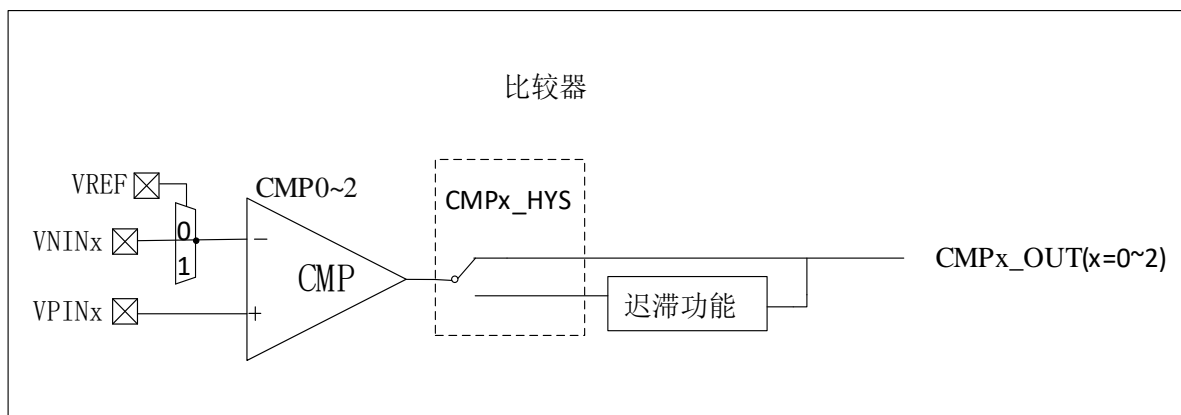 比较器
CMP0~2
CMPx_HYS
VREF
0
VNINx
1
VPINx
−
+
CMP
迟滞功能
CMPx_OUT(x=0~2)